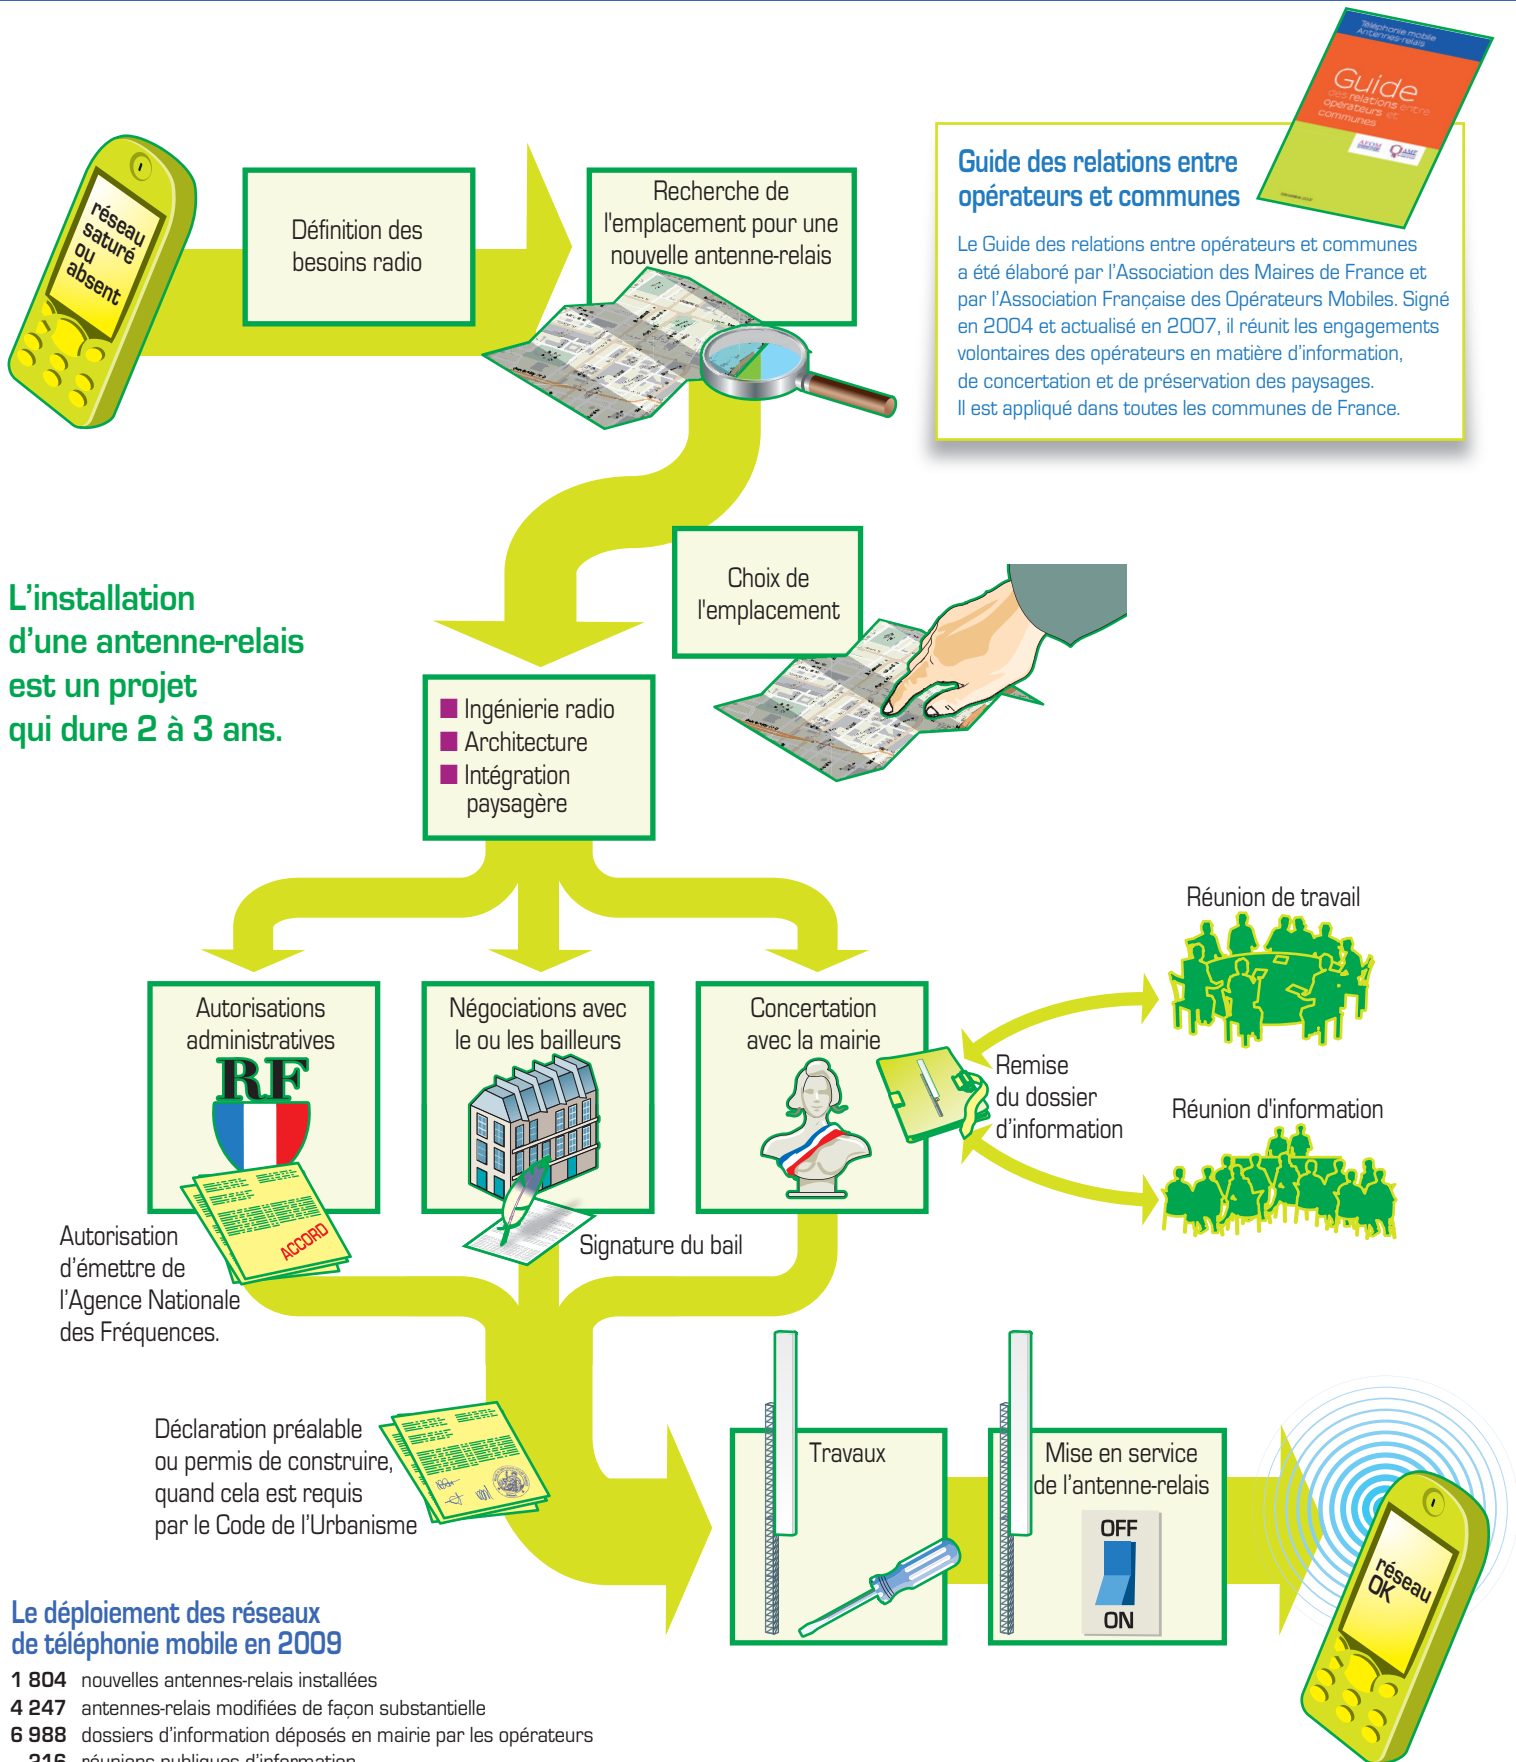 Téléphonie mobile
Antennes-relais
Guide
des relations entre
opérateurs et
communes
AFOM
AMF
Guide des relations entre
opérateurs et communes
Le Guide des relations entre opérateurs et communes
a été élaboré par l'Association des Maires de France et
par l'Association Française des Opérateurs Mobiles. Signé
en 2004 et actualisé en 2007, il réunit les engagements
volontaires des opérateurs en matière d'information,
de concertation et de préservation des paysages.
Il est appliqué dans toutes les communes de France.
réseau
saturé
ou
absent
Définition des
besoins radio
Recherche de
l'emplacement pour une
nouvelle antenne-relais
Choix de
l'emplacement
L'installation
d'une antenne-relais
est un projet
qui dure 2 à 3 ans.
Ingénierie radio
Architecture
Intégration
paysagère
Autorisations
administratives
RF
ACCORD
Autorisation
d'émettre de
l'Agence Nationale
des Fréquences.
Négociations avec
le ou les bailleurs
Signature du bail
Concertation
avec la mairie
Remise
du dossier
d'information
Réunion de travail
Réunion d'information
Déclaration préalable
ou permis de construire,
quand cela est requis
par le Code de l'Urbanisme
Travaux
Mise en service
de l'antenne-relais
OFF
ON
réseau
OK
Le déploiement des réseaux
de téléphonie mobile en 2009
1 804 nouvelles antennes-relais installées
4 247 antennes-relais modifiées de façon substantielle
6 988 dossiers d'information déposés en mairie par les opérateurs
216 réunions publiques d'information